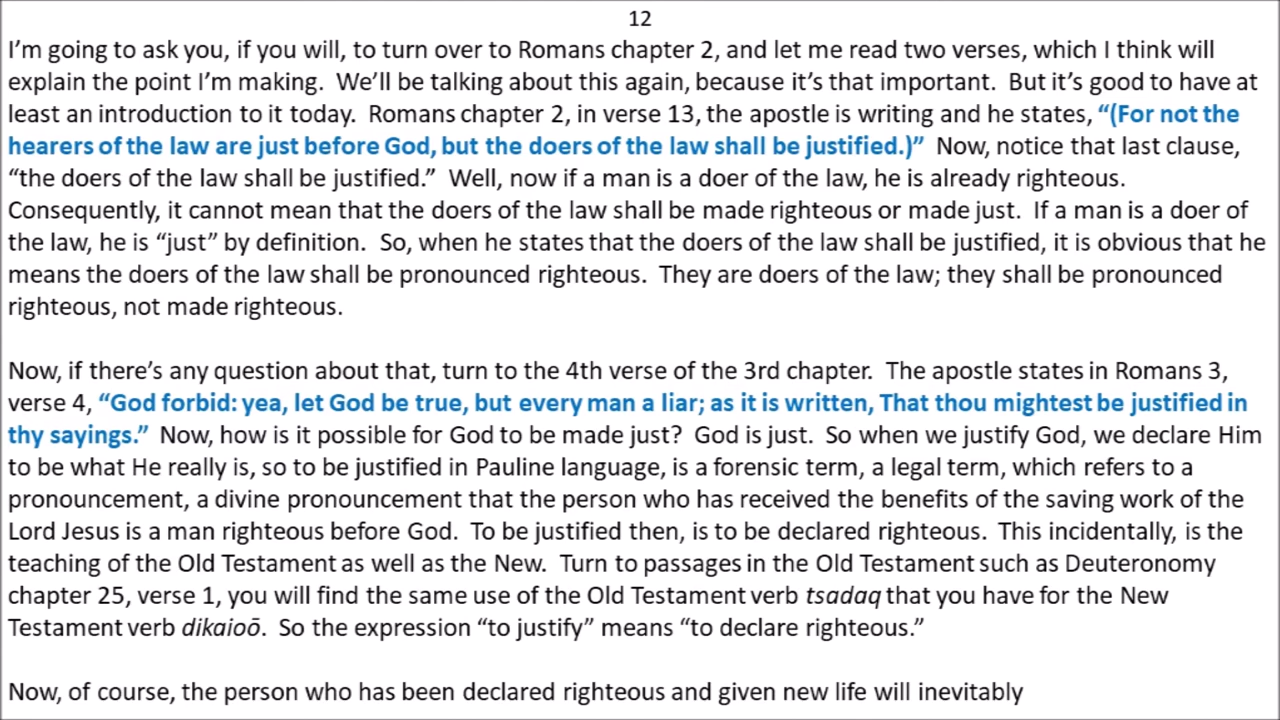 12
I’m going to ask you, if you will, to turn over to Romans chapter 2, and let me read two verses, which I think will
explain the point I’m making.  We’ll be talking about this again, because it’s that important.  But it’s good to have at
least an introduction to it today.  Romans chapter 2, in verse 13, the apostle is writing and he states, “(For not the
hearers of the law are just before God, but the doers of the law shall be justified.)”  Now, notice that last clause,
“the doers of the law shall be justified.”  Well, now if a man is a doer of the law, he is already righteous.
Consequently, it cannot mean that the doers of the law shall be made righteous or made just.  If a man is a doer of
the law, he is “just” by definition.  So, when he states that the doers of the law shall be justified, it is obvious that he
means the doers of the law shall be pronounced righteous.  They are doers of the law; they shall be pronounced
righteous, not made righteous.

Now, if there’s any question about that, turn to the 4th verse of the 3rd chapter.  The apostle states in Romans 3,
verse 4, “God forbid: yea, let God be true, but every man a liar; as it is written, That thou mightest be justified in
thy sayings.”  Now, how is it possible for God to be made just?  God is just.  So when we justify God, we declare Him
to be what He really is, so to be justified in Pauline language, is a forensic term, a legal term, which refers to a
pronouncement, a divine pronouncement that the person who has received the benefits of the saving work of the
Lord Jesus is a man righteous before God.  To be justified then, is to be declared righteous.  This incidentally, is the
teaching of the Old Testament as well as the New.  Turn to passages in the Old Testament such as Deuteronomy
chapter 25, verse 1, you will find the same use of the Old Testament verb tsadaq that you have for the New
Testament verb dikaioō.  So the expression “to justify” means “to declare righteous.”

Now, of course, the person who has been declared righteous and given new life will inevitably